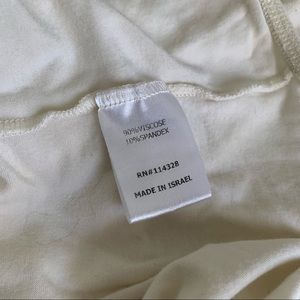 90%VISCOSE
10%SPANDEX
RN#114328
MADE IN ISRAEL